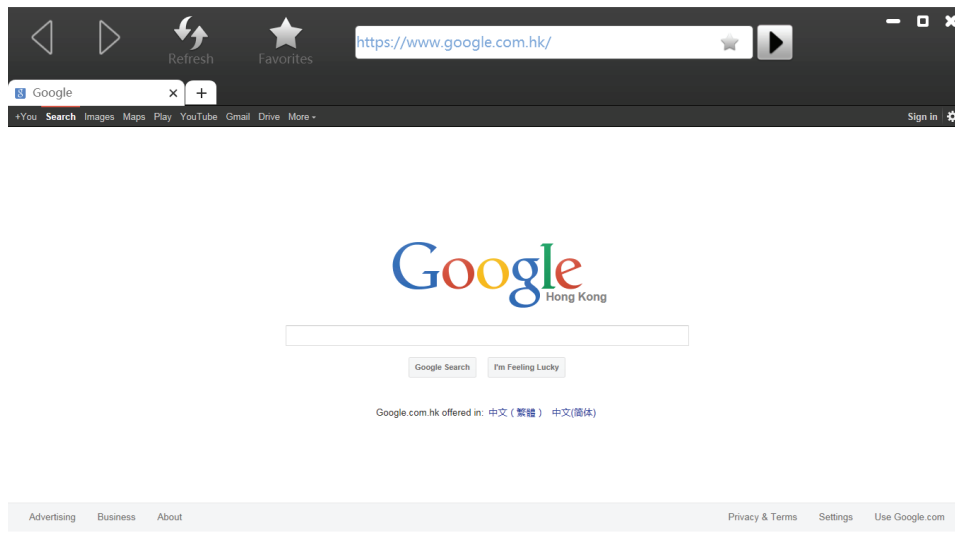 Refresh Favorites https://www.google.com.hk/
Google
+You Search Images Maps Play YouTube Gmail Drive More
Sign in
Google
Hong Kong
Google Search I'm Feeling Lucky
Google.com.hk offered in: 中文（繁體） 中文(简体)
Advertising Business About Privacy & Terms Settings Use Google.com